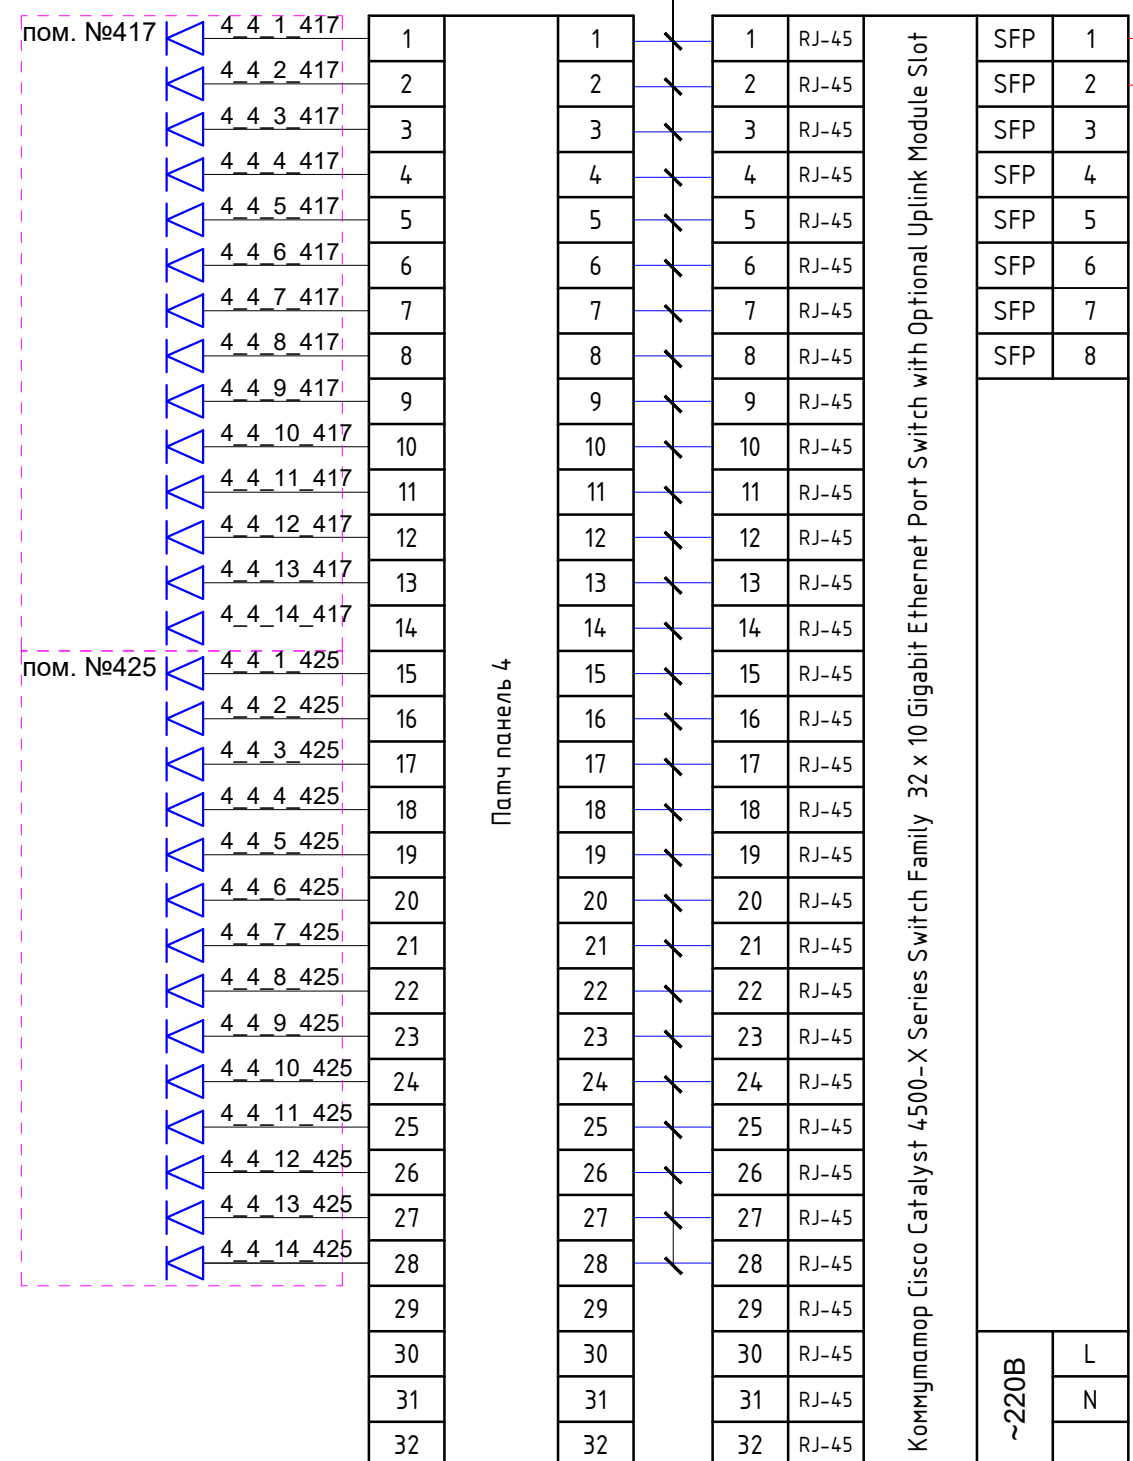 пом. №417 4_4_1_417 1 1 1 RJ-45 SFP 1
4_4_2_417 2 2 2 RJ-45 SFP 2
4_4_3_417 3 3 3 RJ-45 SFP 3
4_4_4_417 4 4 4 RJ-45 SFP 4
4_4_5_417 5 5 5 RJ-45 SFP 5
4_4_6_417 6 6 6 RJ-45 SFP 6
4_4_7_417 7 7 7 RJ-45 SFP 7
4_4_8_417 8 8 8 RJ-45 SFP 8
4_4_9_417 9 9 9 RJ-45
4_4_10_417 10 10 10 RJ-45
4_4_11_417 11 11 11 RJ-45
4_4_12_417 12 12 12 RJ-45
4_4_13_417 13 13 13 RJ-45
4_4_14_417 14 14 14 RJ-45
пом. №425 4_4_1_425 15 15 15 RJ-45
4_4_2_425 16 16 16 RJ-45
4_4_3_425 17 17 17 RJ-45
4_4_4_425 18 18 18 RJ-45
4_4_5_425 19 19 19 RJ-45
4_4_6_425 20 20 20 RJ-45
4_4_7_425 21 21 21 RJ-45
4_4_8_425 22 22 22 RJ-45
4_4_9_425 23 23 23 RJ-45
4_4_10_425 24 24 24 RJ-45
4_4_11_425 25 25 25 RJ-45
4_4_12_425 26 26 26 RJ-45
4_4_13_425 27 27 27 RJ-45
4_4_14_425 28 28 28 RJ-45
29 29 29 RJ-45
30 30 30 RJ-45 L
31 31 31 RJ-45 N
32 32 32 RJ-45
Патч панель 4
Коммутатор Cisco Catalyst 4500-X Series Switch Family 32 x 10 Gigabit Ethernet Port Switch with Optional Uplink Module Slot
~220В